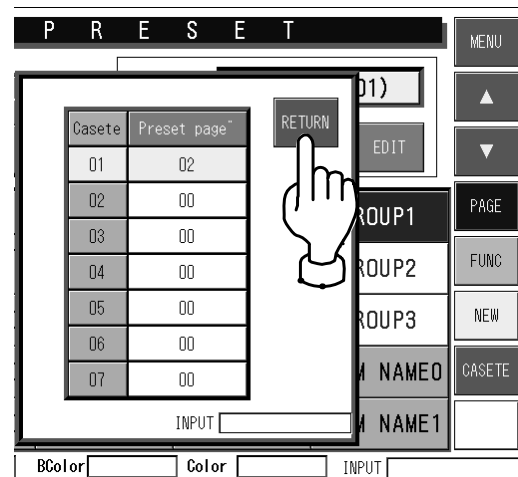 PRESET
MENU
01)
▲
Casete Preset page~
RETURN
EDIT
▼
01 02
02 00
ROUP1
PAGE
03 00
04 00
ROUP2
FUNC
05 00
ROUP3
NEW
06 00
07 00
M NAME0
CASETE
INPUT
M NAME1
BColor Color INPUT